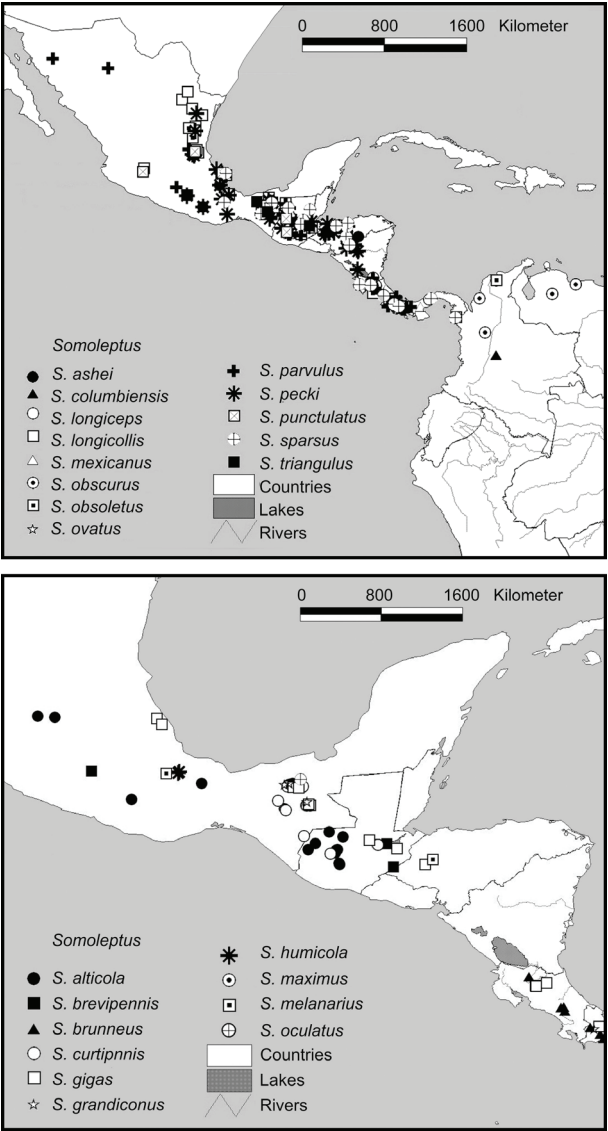 0 800 1600 Kilometer
Somoleptus
S. ashei
S. columbiensis
S. longiceps
S. longicollis
S. mexicanus
S. obscurus
S. obsoletus
S. ovatus
S. parvulus
S. pecki
S. punctulatus
S. sparsus
S. triangulus
Countries
Lakes
Rivers
0 800 1600 Kilometer
Somoleptus
S. alticola
S. brevipennis
S. brunneus
S. curtipnnis
S. gigas
S. grandiconus
S. humicola
S. maximus
S. melanarius
S. oculatus
Countries
Lakes
Rivers